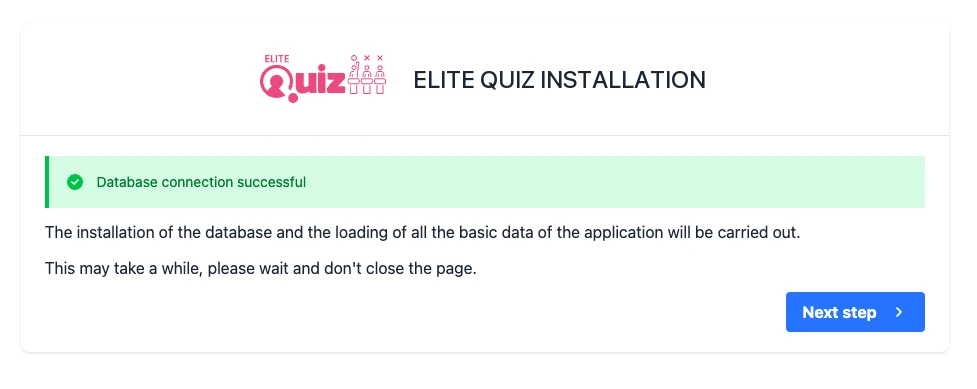 ELITE
Quiz
ELITE QUIZ INSTALLATION
Database connection successful
The installation of the database and the loading of all the basic data of the application will be carried out.
This may take a while, please wait and don't close the page.
Next step